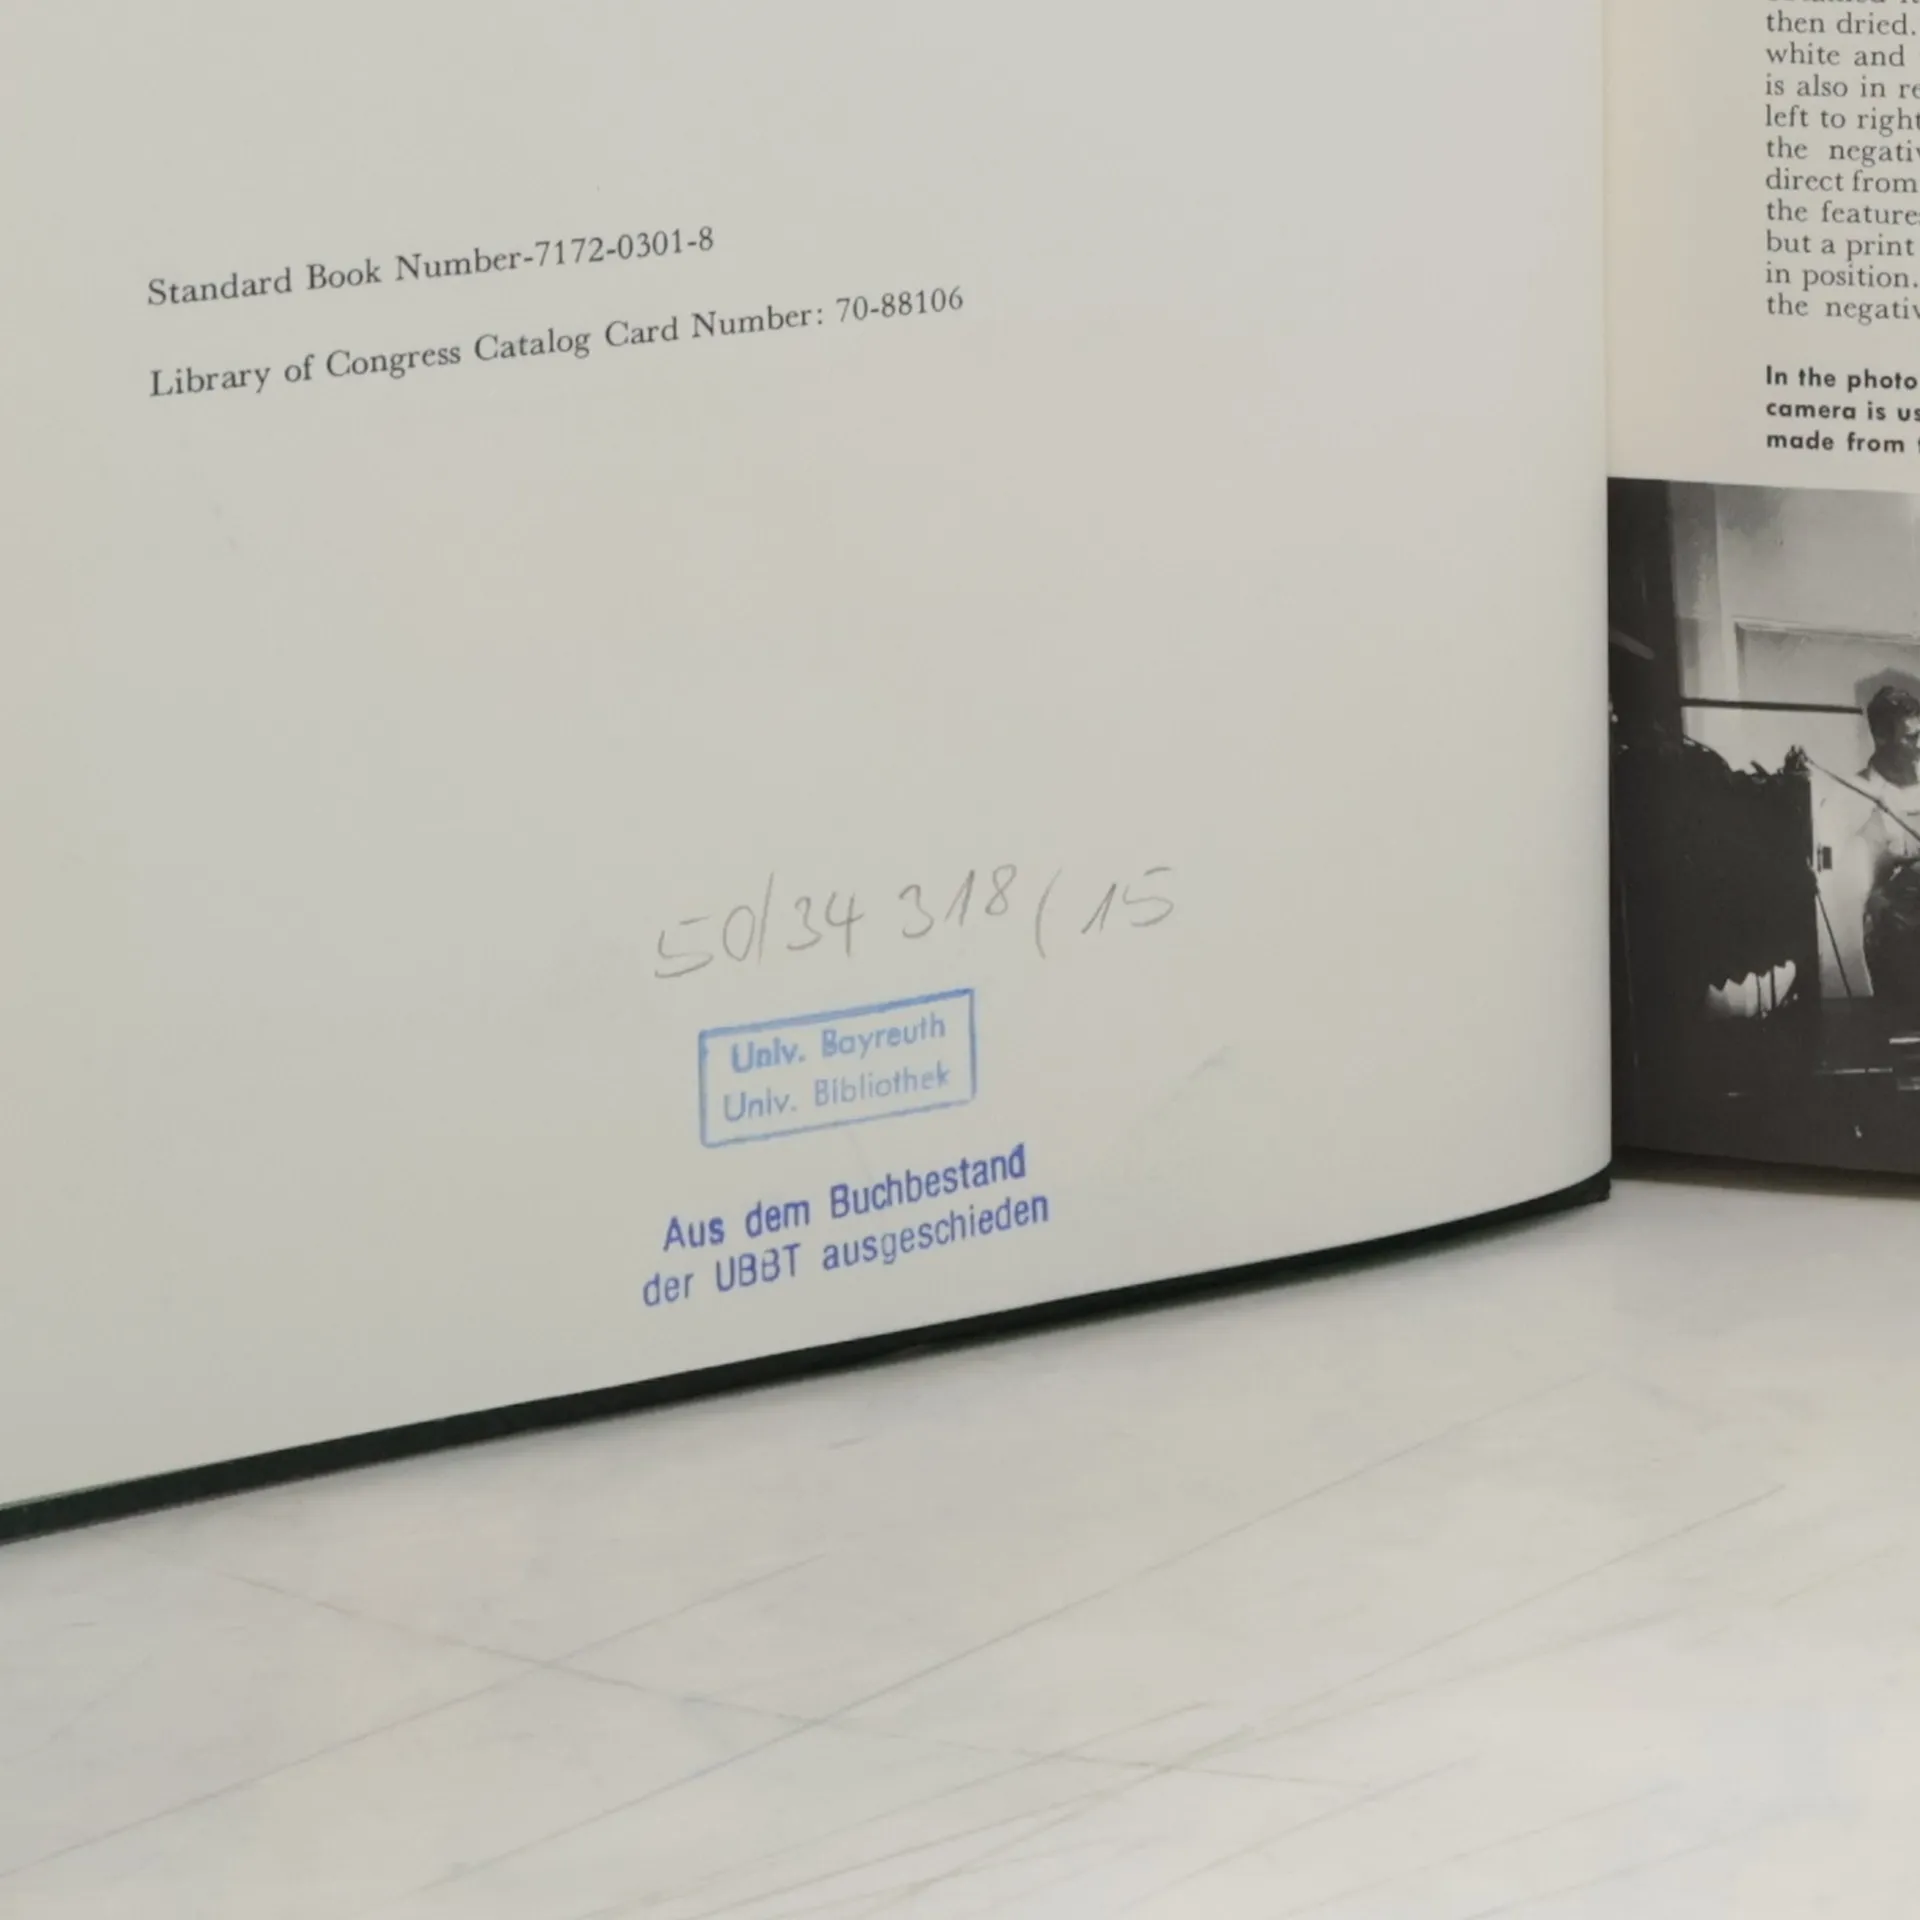 Standard Book Number-7172-0301-8
Library of Congress Catalog Card Number: 70-88106
50/34 318(15
Univ. Bayreuth
Univ. Bibliothek
Aus dem Buchbestand
der UBBT ausgeschieden
then dried.
white and
is also in
left to right
the
direct from
the
but a print
in position.
the
In the photo
camera is
made from